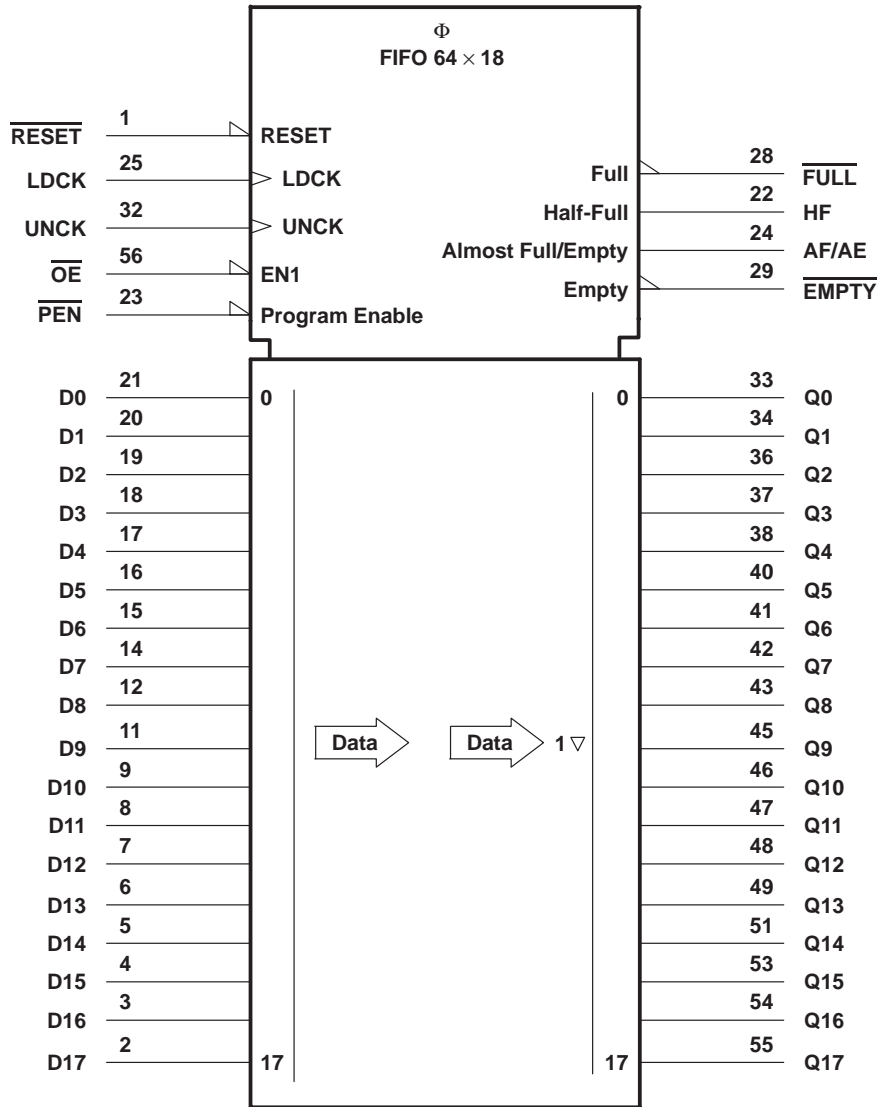 Φ
FIFO 64 × 18
RESET 1 RESET
LDCK 25 LDCK
UNCK 32 UNCK
OE 56 EN1
PEN 23 Program Enable
Full 28 FULL
Half-Full 22 HF
Almost Full/Empty 24 AF/AE
Empty 29 EMPTY
D0 21 0 0 33 Q0
D1 20 34 Q1
D2 19 36 Q2
D3 18 37 Q3
D4 17 38 Q4
D5 16 40 Q5
D6 15 41 Q6
D7 14 42 Q7
D8 12 43 Q8
D9 11 Data Data 1 ▽ 45 Q9
D10 9 46 Q10
D11 8 47 Q11
D12 7 48 Q12
D13 6 49 Q13
D14 5 51 Q14
D15 4 53 Q15
D16 3 54 Q16
D17 2 17 17 55 Q17